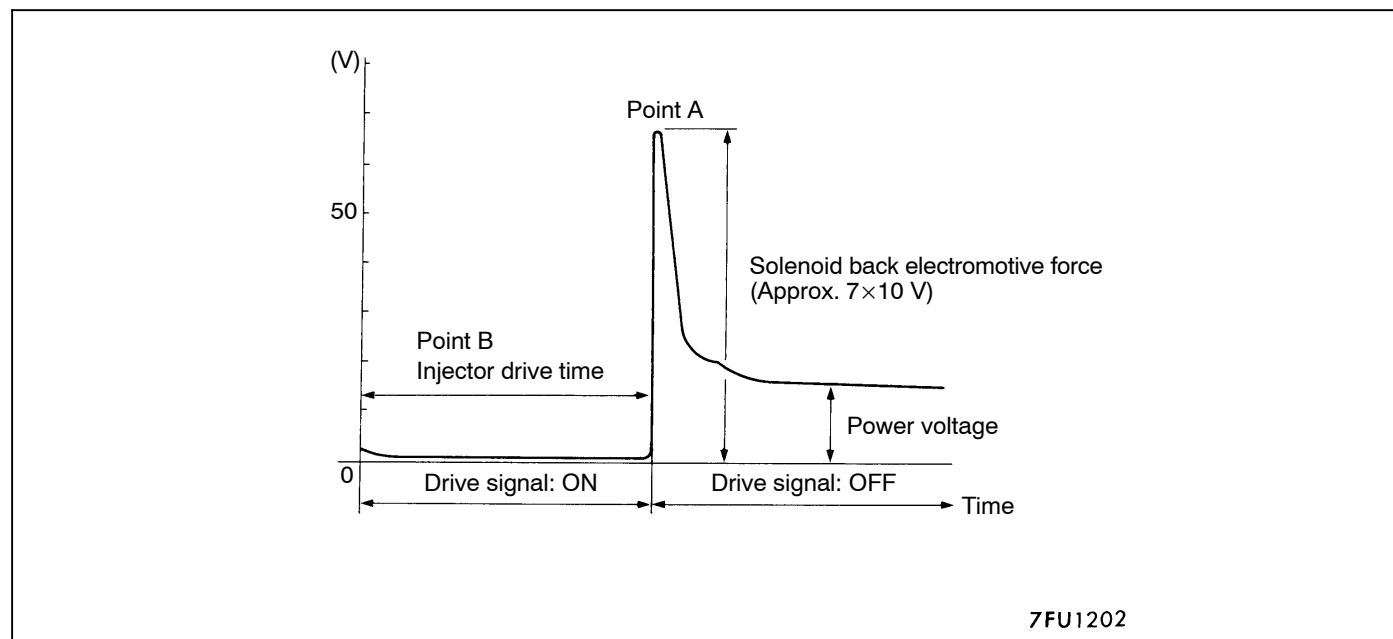 (V)
Point A
50
Solenoid back electromotive force
(Approx. 7×10 V)
Point B
Injector drive time
Power voltage
0
Drive signal: ON
Drive signal: OFF
Time
7FU1202